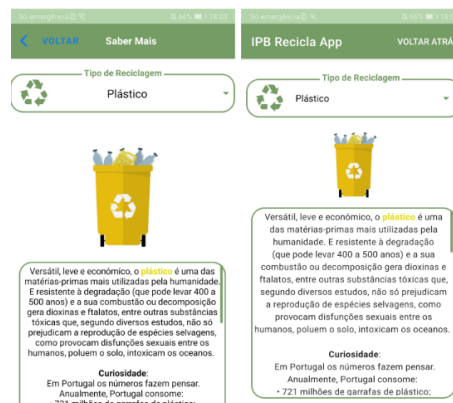 Só emergência
66% 19:03
VOLTAR
Saber Mais
Tipo de Reciclagem
Plástico
Versátil, leve e económico, o plástico é uma das
matérias-primas mais utilizadas pela humanidade.
E resistente à degradação (que pode levar 400 a
500 anos) e a sua combustão ou decomposição
gera dioxinas e ftalatos, entre outras substâncias
tóxicas que, segundo diversos estudos, não só
prejudicam a reprodução de espécies selvagens,
como provocam disfunções sexuais entre os
humanos, poluem o solo, intoxicam os oceanos.
Curiosidade:
Em Portugal os números fazem pensar.
Anualmente, Portugal consome:
• 721 milhões de garrafas de plástico;
Só emergência
66%
IPB Recicla App
VOLTAR ATRÁ
Tipo de Reciclagem
Plástico
Versátil, leve e económico, o plástico é uma
das matérias-primas mais utilizadas pela
humanidade. E resistente à degradação
(que pode levar 400 a 500 anos) e a sua
combustão ou decomposição gera dioxinas e
ftalatos, entre outras substâncias tóxicas que,
segundo diversos estudos, não só prejudicam
a reprodução de espécies selvagens, como
provocam disfunções sexuais entre os
humanos, poluem o solo, intoxicam os oceanos.
Curiosidade:
Em Portugal os números fazem pensar.
Anualmente, Portugal consome:
• 721 milhões de garrafas de plástico;